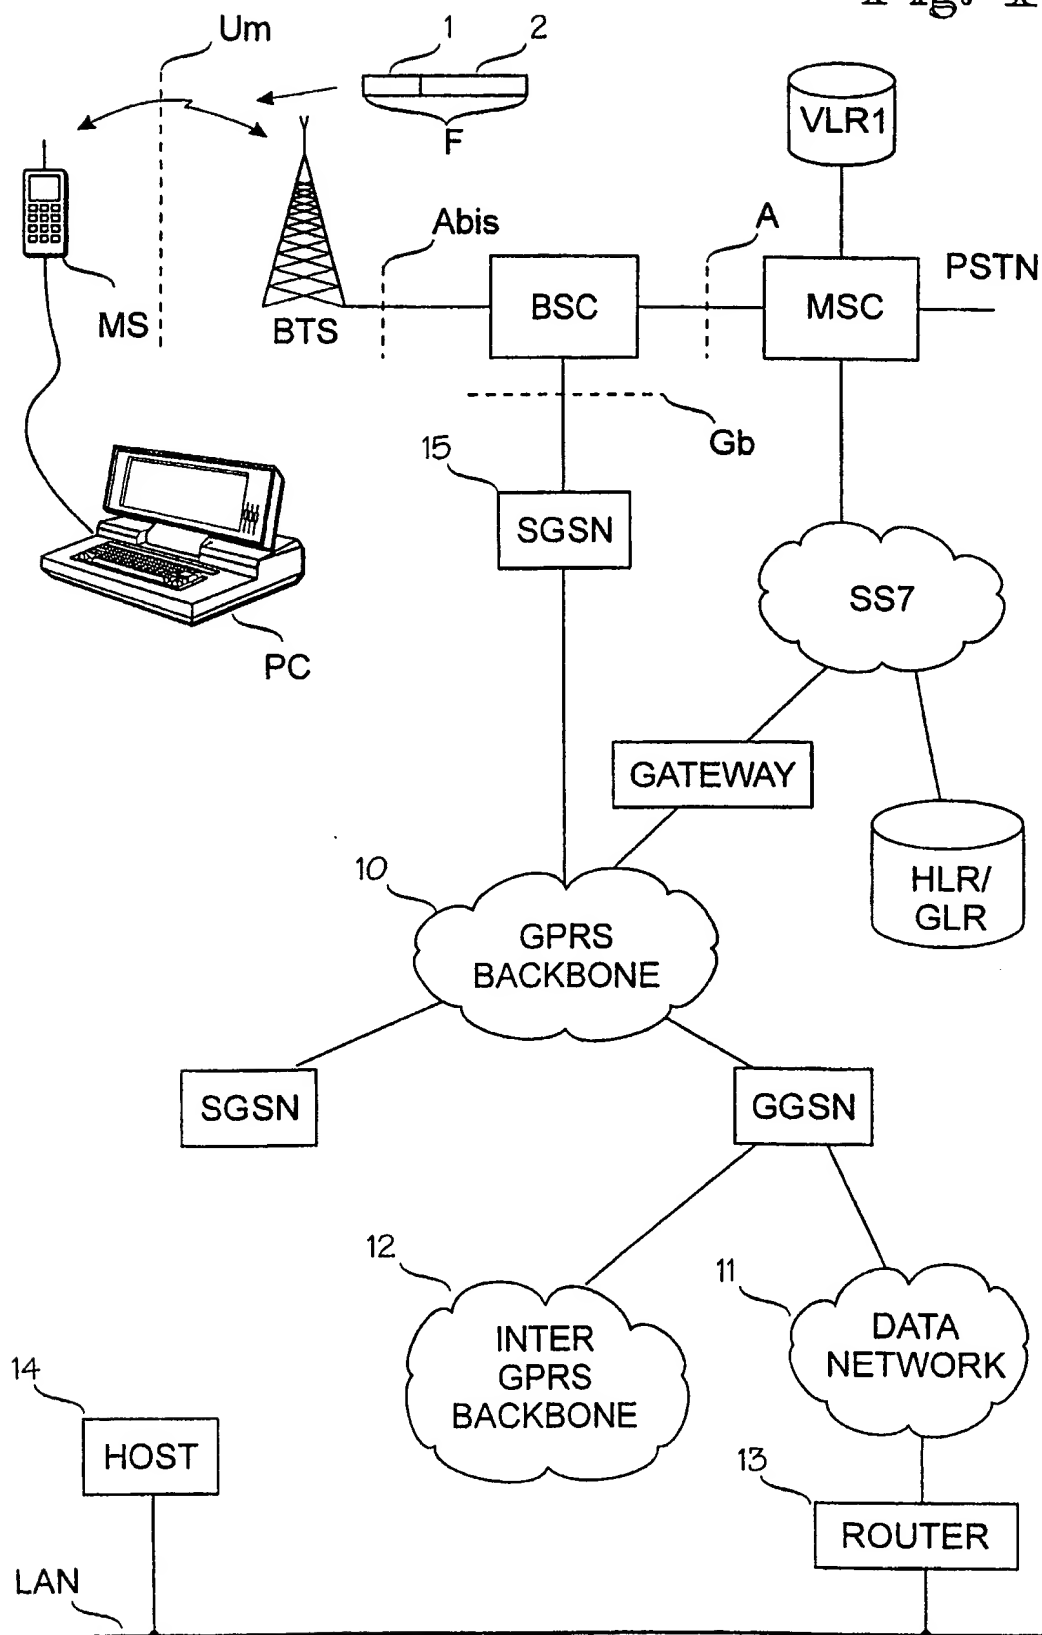 Fig. 1
Um
1
2
F
VLR1
Abis
A
PSTN
MS
BTS
BSC
MSC
Gb
15
SGSN
SS7
PC
GATEWAY
10
HLR/
GLR
GPRS
BACKBONE
SGSN
GGSN
12
11
INTER
GPRS
BACKBONE
DATA
NETWORK
14
HOST
13
ROUTER
LAN